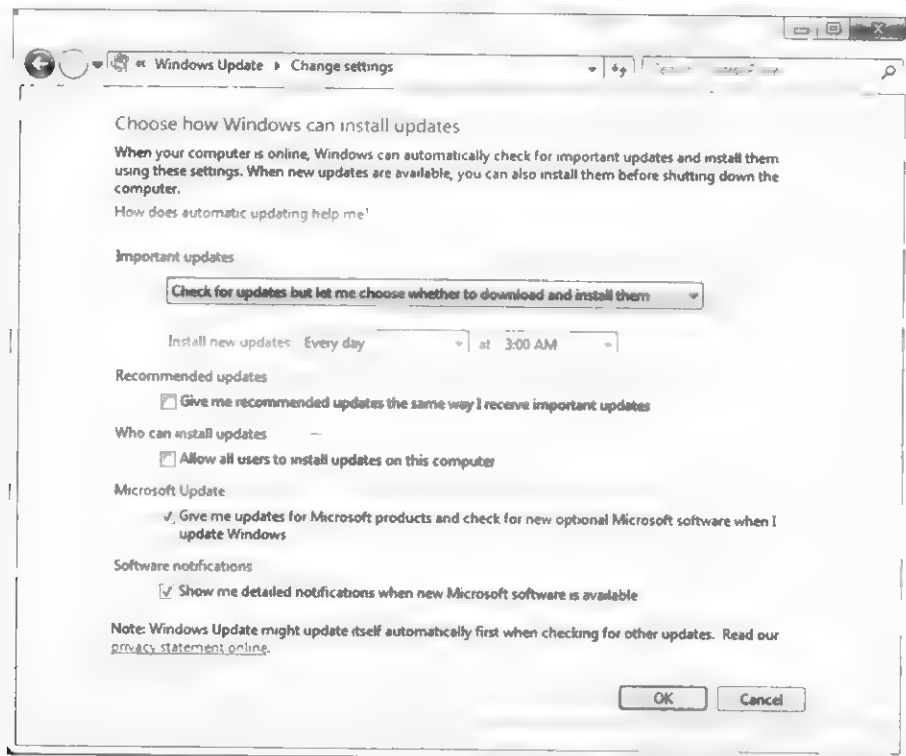 « Windows Update ▸ Change settings
Choose how Windows can install updates
When your computer is online, Windows can automatically check for important updates and install them
using these settings. When new updates are available, you can also install them before shutting down the
computer.
How does automatic updating help me?
Important updates
Check for updates but let me choose whether to download and install them
Install new updates: Every day at 3:00 AM
Recommended updates
Give me recommended updates the same way I receive important updates
Who can install updates
Allow all users to install updates on this computer
Microsoft Update
Give me updates for Microsoft products and check for new optional Microsoft software when I
update Windows
Software notifications
Show me detailed notifications when new Microsoft software is available
Note: Windows Update might update itself automatically first when checking for other updates. Read our
privacy statement online.
OK Cancel